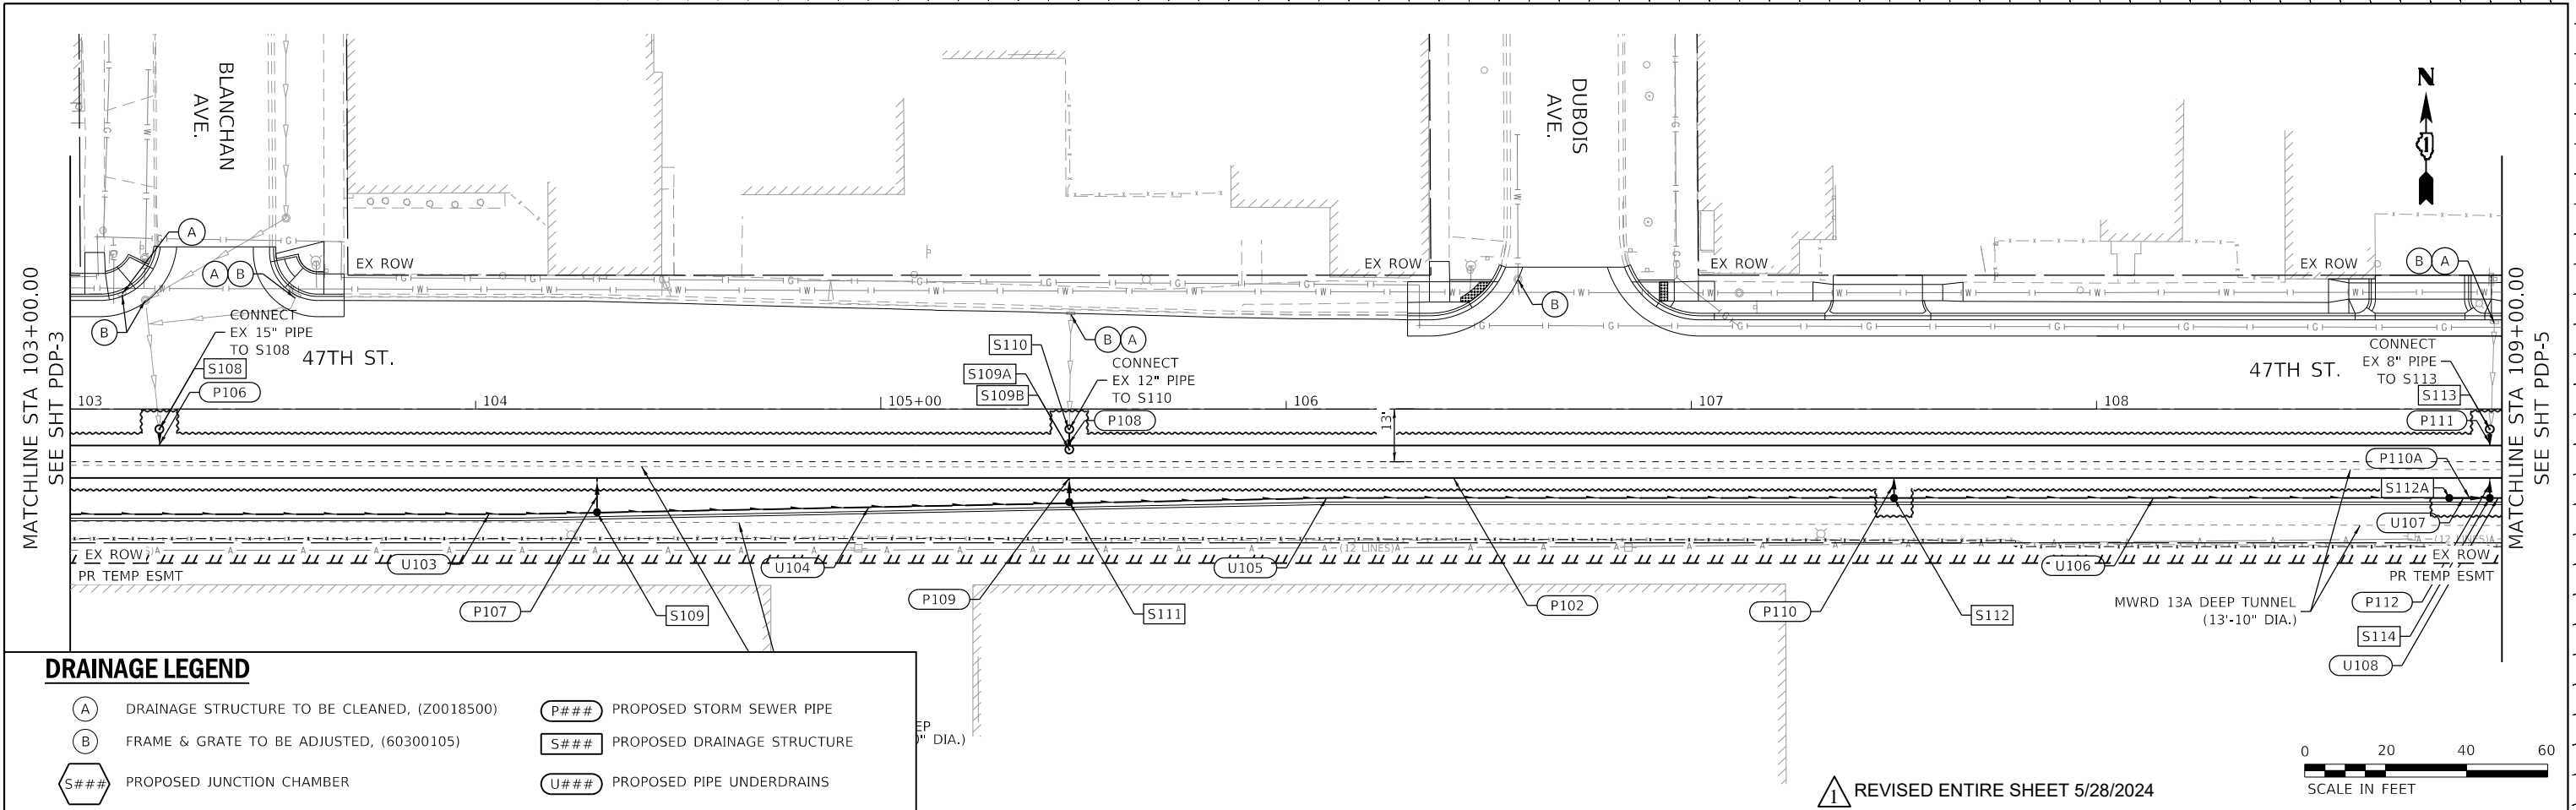 BLANCHAN
AVE.
DUBOIS
AVE.
N
1
A
A B
B
EX ROW
EX ROW
EX ROW
EX ROW
B A
B
B A
MATCHLINE STA 103+00.00
SEE SHT PDP-3
MATCHLINE STA 109+00.00
SEE SHT PDP-5
CONNECT
EX 15" PIPE
TO S108
47TH ST.
S108
P106
S110
S109A
S109B
CONNECT
EX 12" PIPE
TO S110
P108
47TH ST.
CONNECT
EX 8" PIPE
TO S113
S113
P111
103
104
105+00
106
107
108
13'
P110A
S112A
U107
EX ROW
PR TEMP ESMT
(12 LINES)
EX ROW
PR TEMP ESMT
U103
U104
U105
U106
P107
S109
P109
S111
P102
P110
S112
MWRD 13A DEEP TUNNEL
(13'-10" DIA.)
P112
S114
U108
EP
" DIA.)
DRAINAGE LEGEND
A DRAINAGE STRUCTURE TO BE CLEANED, (Z0018500)
B FRAME & GRATE TO BE ADJUSTED, (60300105)
S### PROPOSED JUNCTION CHAMBER
P### PROPOSED STORM SEWER PIPE
S### PROPOSED DRAINAGE STRUCTURE
U### PROPOSED PIPE UNDERDRAINS
1 REVISED ENTIRE SHEET 5/28/2024
0 20 40 60
SCALE IN FEET